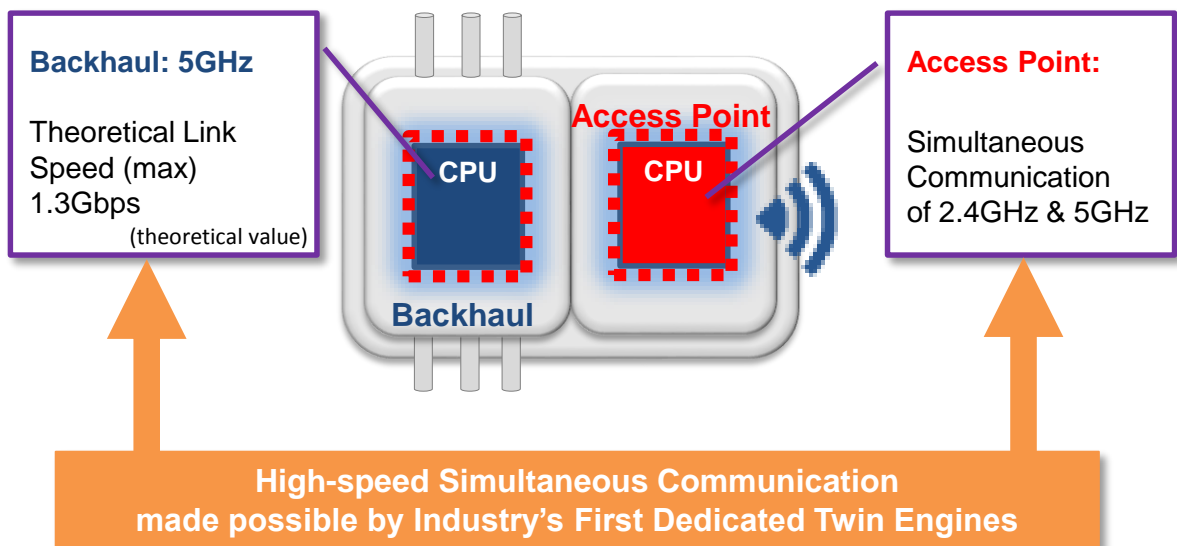 Backhaul: 5GHz
Theoretical Link
Speed (max)
1.3Gbps
(theoretical value)
Access Point
CPU
CPU
Backhaul
Access Point:
Simultaneous
Communication
of 2.4GHz & 5GHz
High-speed Simultaneous Communication
made possible by Industry's First Dedicated Twin Engines